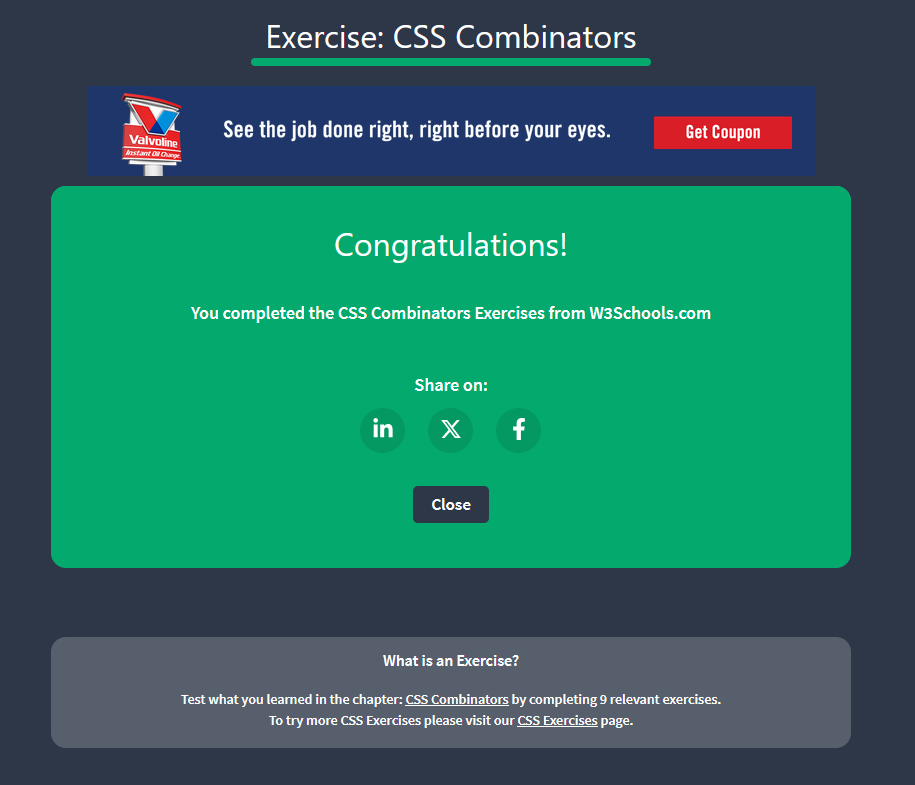 Exercise: CSS Combinators
Valvoline
Instant Oil Change
See the job done right, right before your eyes.
Get Coupon
Congratulations!
You completed the CSS Combinators Exercises from W3Schools.com
Share on:
in
X
f
Close
What is an Exercise?
Test what you learned in the chapter: CSS Combinators by completing 9 relevant exercises.
To try more CSS Exercises please visit our CSS Exercises page.